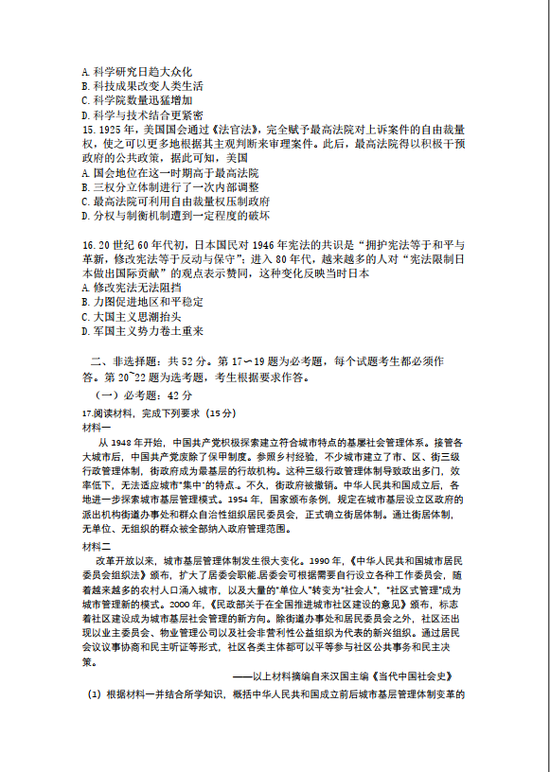 A. 科学研究日趋大众化
B. 科技成果改变人类生活
C. 科学院数量迅猛增加
D. 科学与技术结合更紧密
15. 1925 年，美国国会通过《法官法》，完全赋予最高法院对上诉案件的自由裁量
权，使之可以更多地根据其主观判断来审理案件。此后，最高法院得以积极干预
政府的公共政策，据此可知，美国
A. 国会地位在这一时期高于最高法院
B. 三权分立体制进行了一次内部调整
C. 最高法院可利用自由裁量权压制政府
D. 分权与制衡机制遭到一定程度的破坏
16. 20 世纪 60 年代初，日本国民对 1946 年宪法的共识是“拥护宪法等于和平与
革新，修改宪法等于反动与保守”；进入 80 年代，越来越多的人对“宪法限制日
本做出国际贡献”的观点表示赞同，这种变化反映当时日本
A. 修改宪法无法阻挡
B. 力图促进地区和平稳定
C. 大国主义思潮抬头
D. 军国主义势力卷土重来
二、非选择题：共 52 分。第 17～19 题为必考题，每个试题考生都必须作
答。第 20~22 题为选考题，考生根据要求作答。
（一）必考题：42 分
17.阅读材料，完成下列要求（15 分）
材料一
从 1948 年开始，中国共产党积极探索建立符合城市特点的基层社会管理体系。接管各
大城市后，中国共产党废除了保甲制度。参照乡村经验，不少城市建立了市、区、街三级
行政管理体制，街政府成为最基层的行政机构。这种三级行政管理体制导致政出多门，效
率低下，无法适应城市“集中”的特点.。不久，街政府被撤销。中华人民共和国成立后，各
地进一步探索城市基层管理模式。1954 年，国家颁布条例，规定在城市基层设立区政府的
派出机构街道办事处和群众自治性组织居民委员会，正式确立街居体制。通过街居体制，
无单位、无组织的群众被全部纳入政府管理范围。
材料二
改革开放以来，城市基层管理体制发生很大变化。1990 年，《中华人民共和国城市居民
委员会组织法》颁布，扩大了居委会职能.居委会可根据需要自行设立各种工作委员会，随
着越来越多的农村人口涌入城市，以及大量的“单位人”转变为“社会人”，“社区式管理”成为
城市管理新的模式。2000 年，《民政部关于在全国推进城市社区建设的意见》颁布，标志
着社区建设成为城市基层社会管理的新方向。除街道办事处和居民委员会之外，社区还出
现以业主委员会、物业管理公司以及社会非营利性公益组织为代表的新兴组织。通过居民
会议议事协商和民主听证等形式，社区各类主体都可以平等参与社区公共事务和民主决
策。
——以上材料摘编自来汉国主编《当代中国社会史》
（1）根据材料一并结合所学知识，概括中华人民共和国成立前后城市基层管理体制变革的